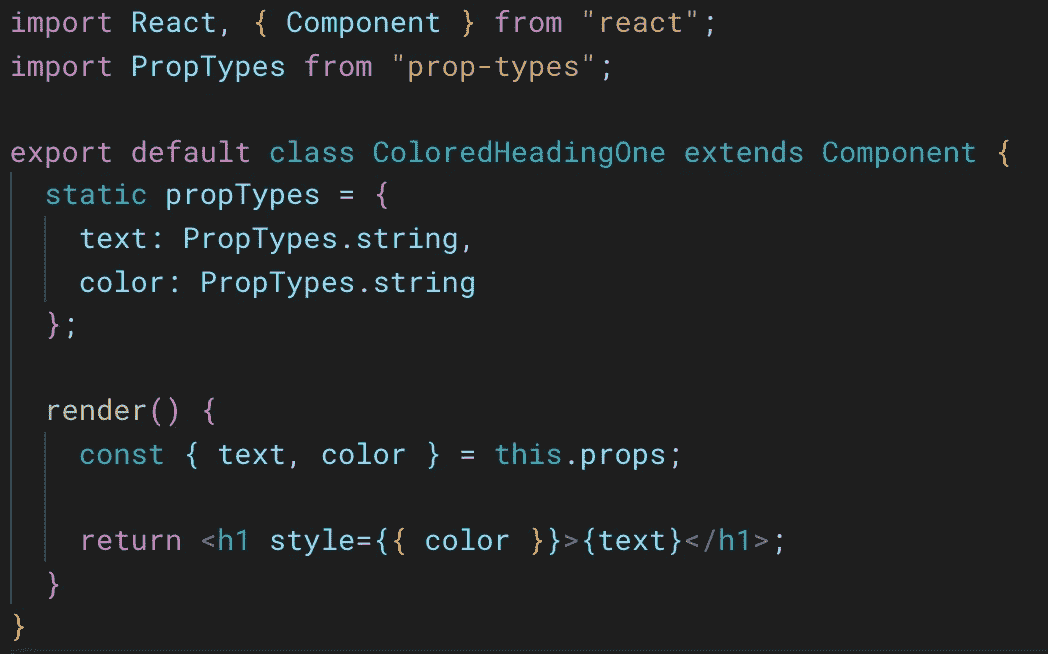 import React, { Component } from "react";
import PropTypes from "prop-types";

export default class ColoredHeadingOne extends Component {
  static propTypes = {
    text: PropTypes.string,
    color: PropTypes.string
  };

  render() {
    const { text, color } = this.props;

    return <h1 style={{ color }}>{text}</h1>;
  }
}